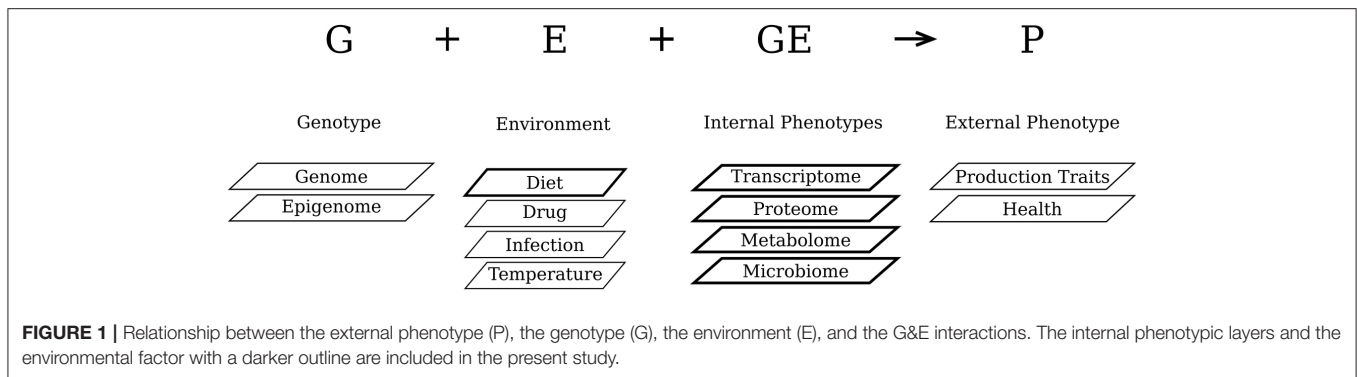 G + E + GE → P
Genotype Environment Internal Phenotypes External Phenotype
Genome Diet Transcriptome Production Traits
Epigenome Drug Proteome Health
Infection Metabolome
Temperature Microbiome
FIGURE 1 | Relationship between the external phenotype (P), the genotype (G), the environment (E), and the G&E interactions. The internal phenotypic layers and the
environmental factor with a darker outline are included in the present study.